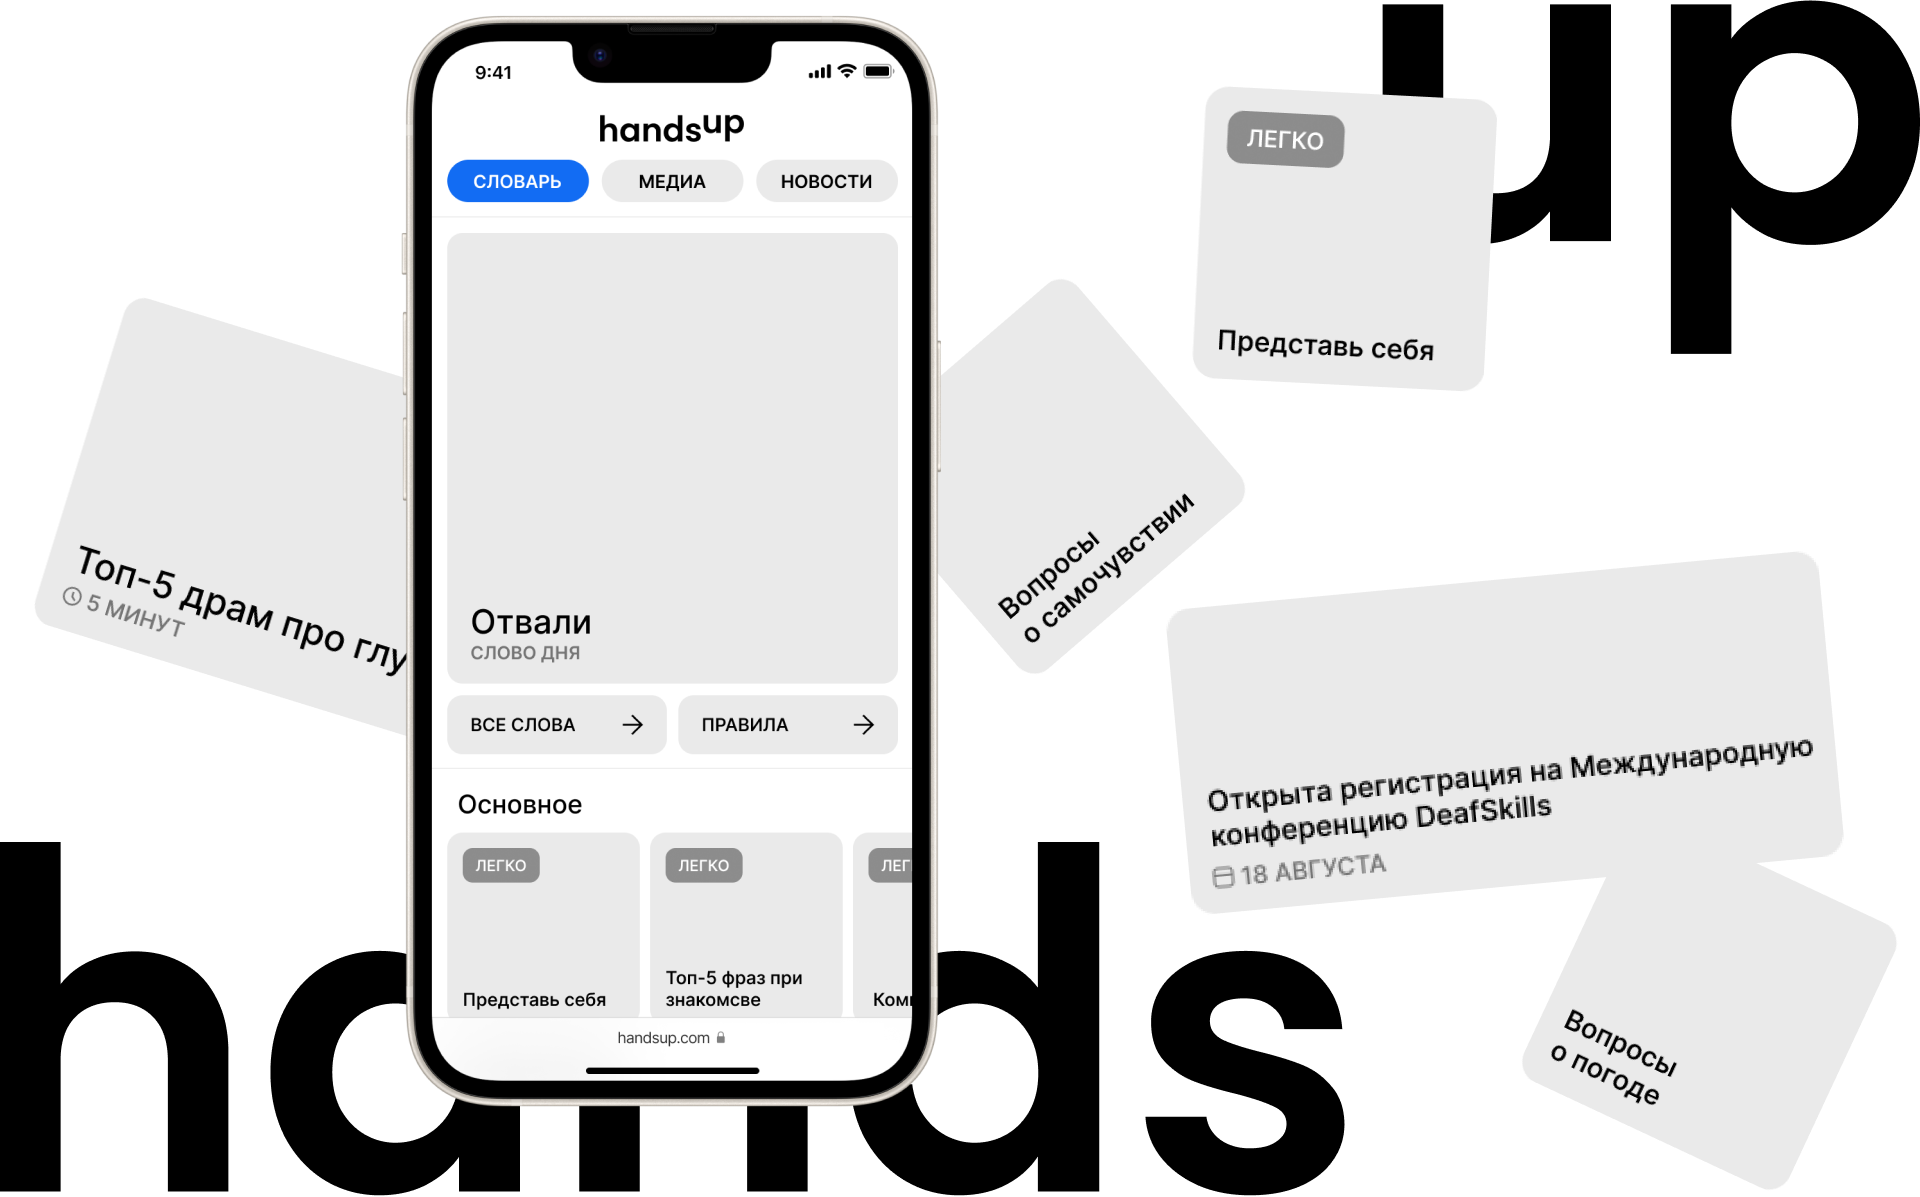 up
9:41
handsup
СЛОВАРЬ
МЕДИА
НОВОСТИ
Отвали
СЛОВО ДНЯ
ВСЕ СЛОВА
ПРАВИЛА
Основное
ЛЕГКО
Представь себя
ЛЕГКО
Топ-5 фраз при
знакомсве
ЛЕГ
Ком
handsup.com
Топ-5 драм про глу
5 МИНУТ
ЛЕГКО
Представь себя
Вопросы
о самочувствии
Открыта регистрация на Международную
конференцию DeafSkills
18 АВГУСТА
Вопросы
о погоде
hands